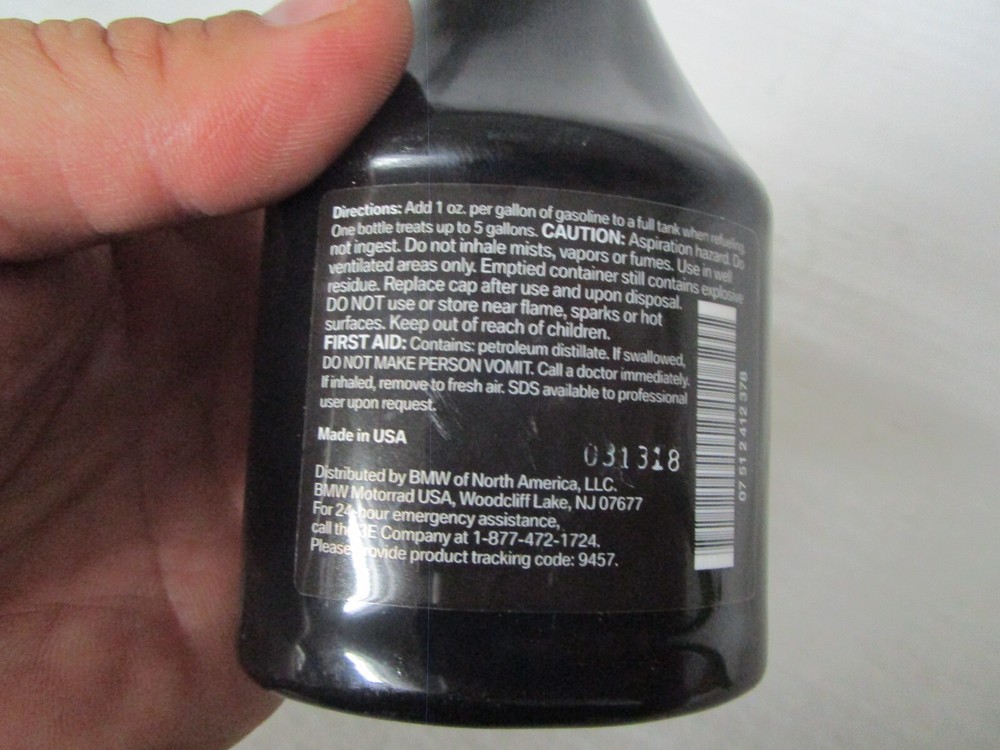 Directions: Add 1 oz. per gallon of gasoline to a full tank when refueling.
One bottle treats up to 5 gallons. CAUTION: Aspiration hazard. Do
not ingest. Do not inhale mists, vapors or fumes. Use in well
ventilated areas only. Emptied container still contains explosive
residue. Replace cap after use and upon disposal.
DO NOT use or store near flame, sparks or hot
surfaces. Keep out of reach of children.
FIRST AID: Contains: petroleum distillate. If swallowed,
DO NOT MAKE PERSON VOMIT. Call a doctor immediately.
If inhaled, remove to fresh air. SDS available to professional
user upon request.
Made in USA
031318
Distributed by BMW of North America, LLC.
BMW Motorrad USA, Woodcliff Lake, NJ 07677
For 24-hour emergency assistance,
call the 3E Company at 1-877-472-1724.
Please provide product tracking code: 9457.
07 51 2 412 378